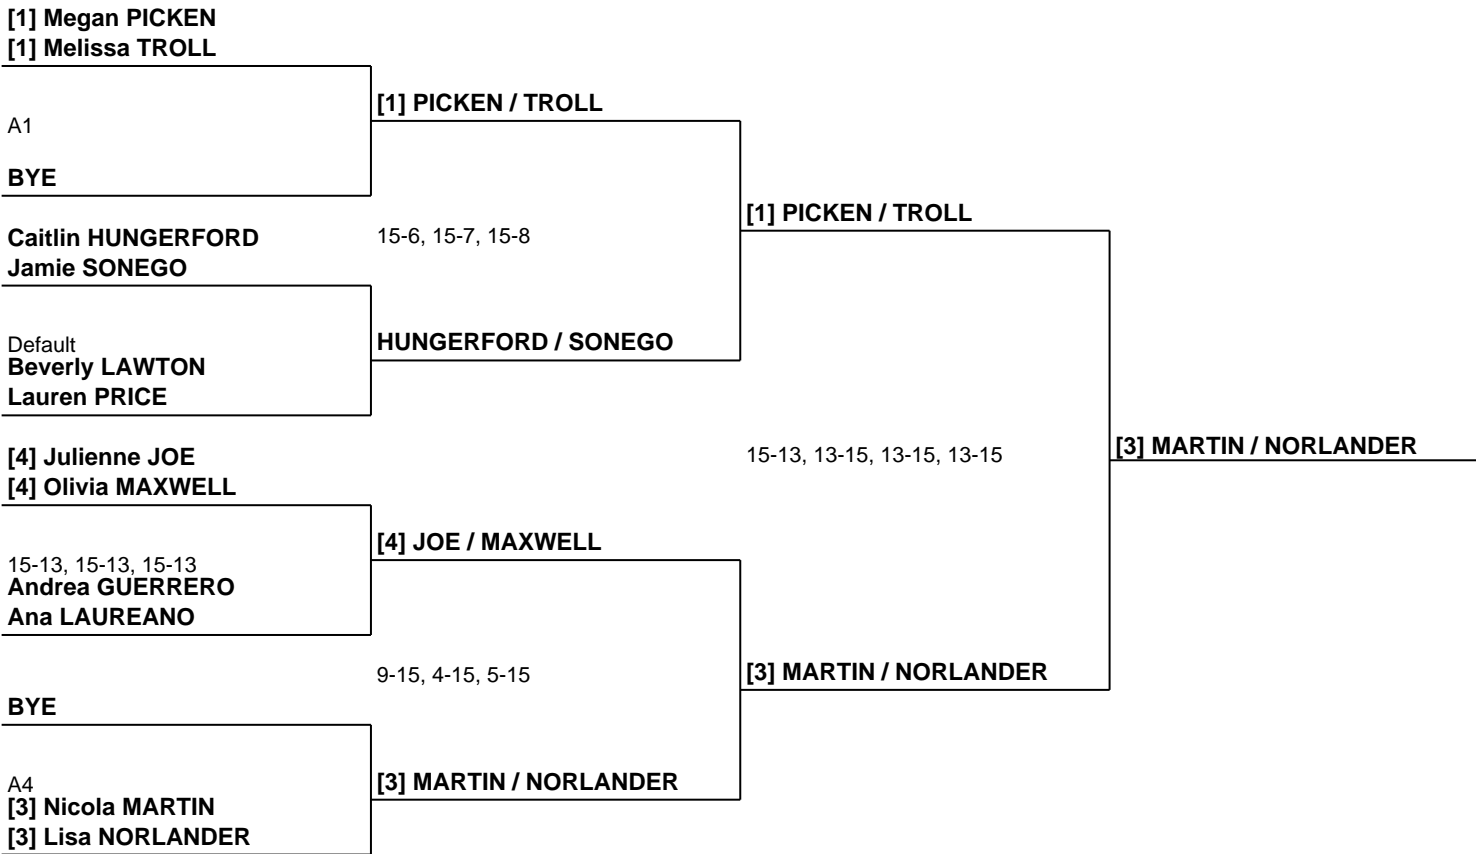 [1] Megan PICKEN
[1] Melissa TROLL
A1
BYE
[1] PICKEN / TROLL
Caitlin HUNGERFORD
Jamie SONEGO
Default
Beverly LAWTON
Lauren PRICE
15-6, 15-7, 15-8
HUNGERFORD / SONEGO
[1] PICKEN / TROLL
[4] Julienne JOE
[4] Olivia MAXWELL
15-13, 15-13, 15-13
Andrea GUERRERO
Ana LAUREANO
[4] JOE / MAXWELL
BYE
A4
[3] Nicola MARTIN
[3] Lisa NORLANDER
9-15, 4-15, 5-15
[3] MARTIN / NORLANDER
15-13, 13-15, 13-15, 13-15
[3] MARTIN / NORLANDER
[3] MARTIN / NORLANDER